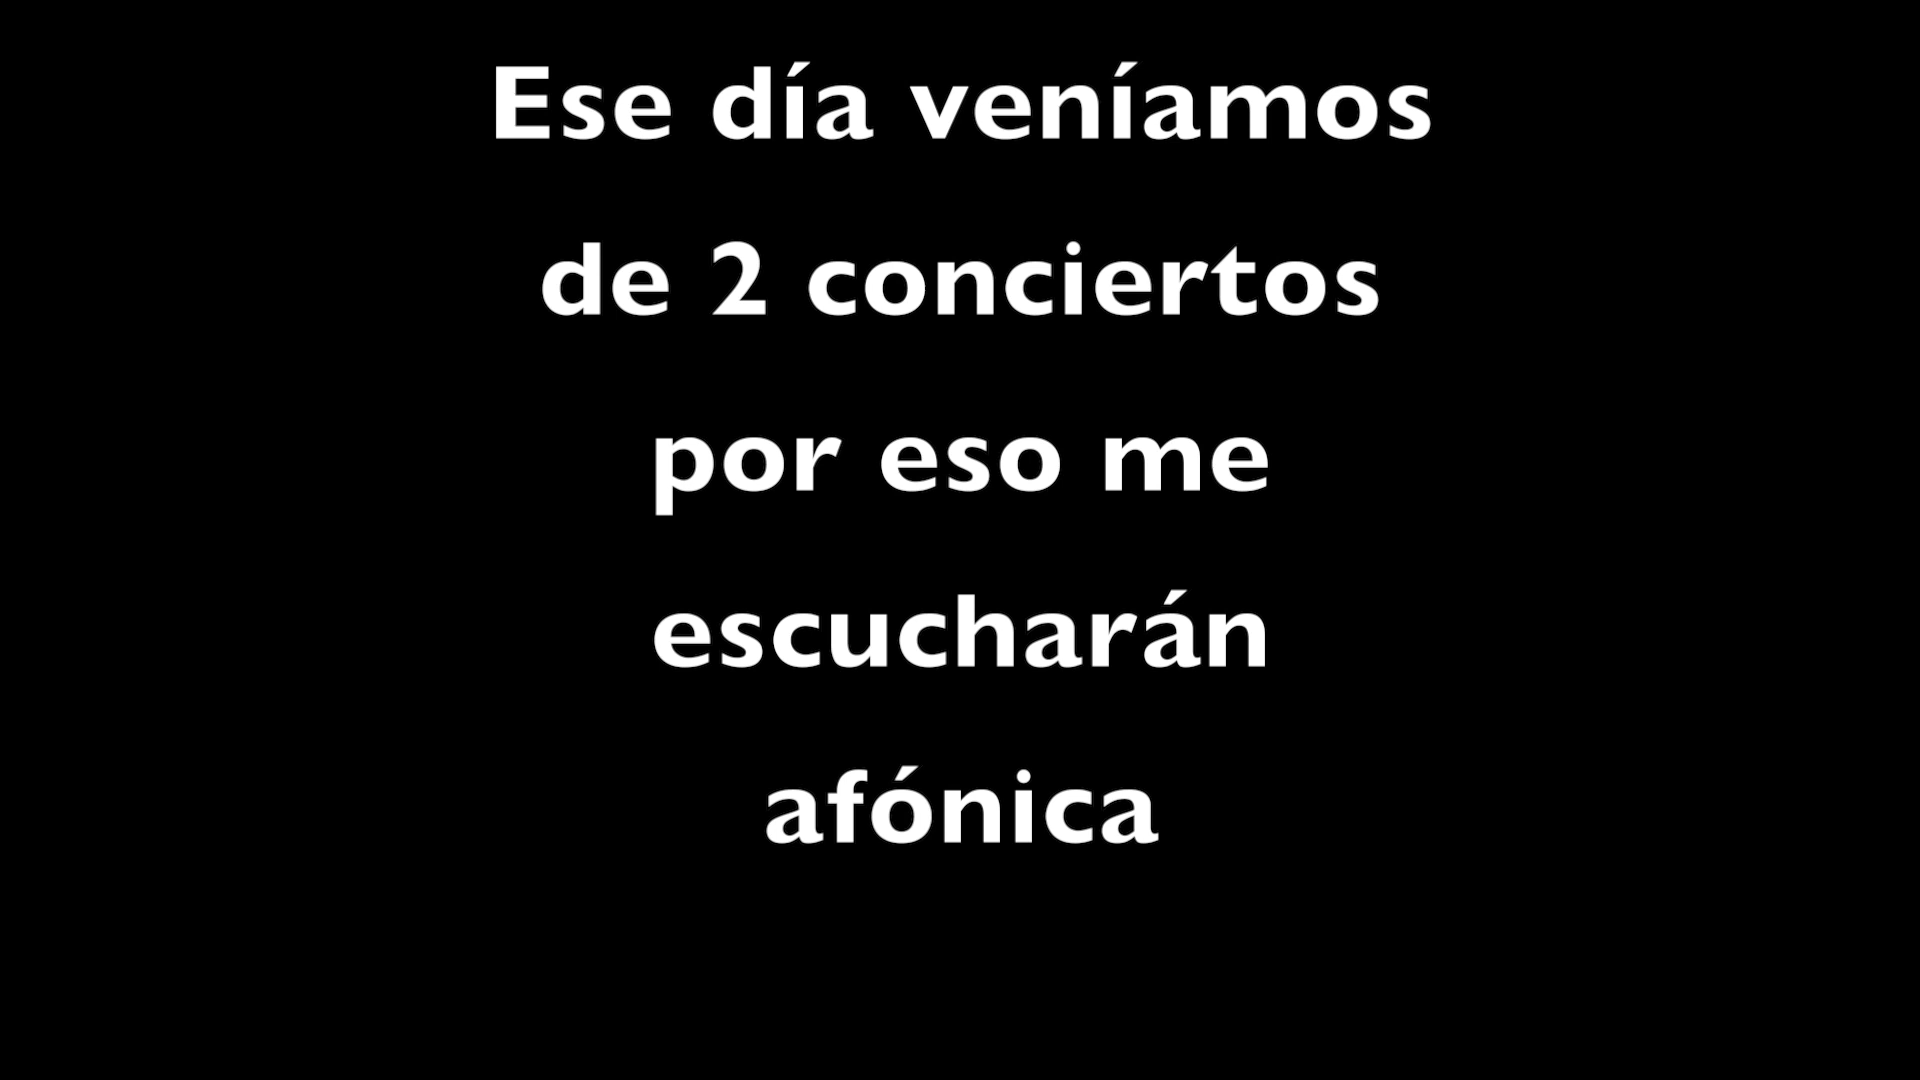 Ese día veníamos
de 2 conciertos
por eso me
escucharán
afónica